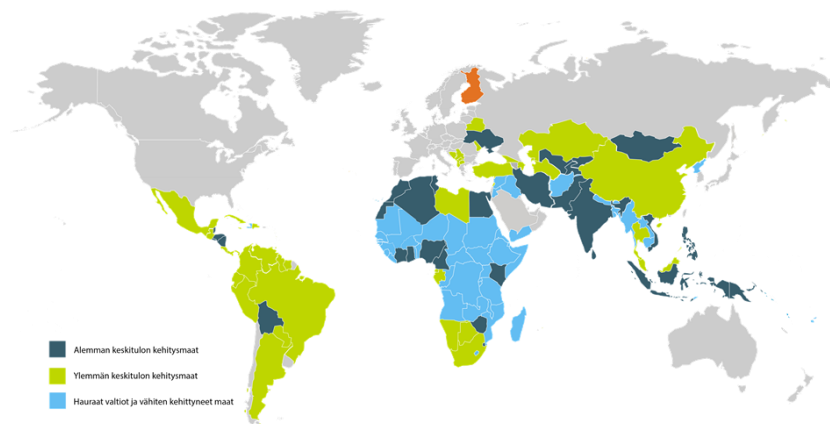 Alemman keskitulon kehitysmaat
Ylemmän keskitulon kehitysmaat
Hauraat valtiot ja vähiten kehittyneet maat